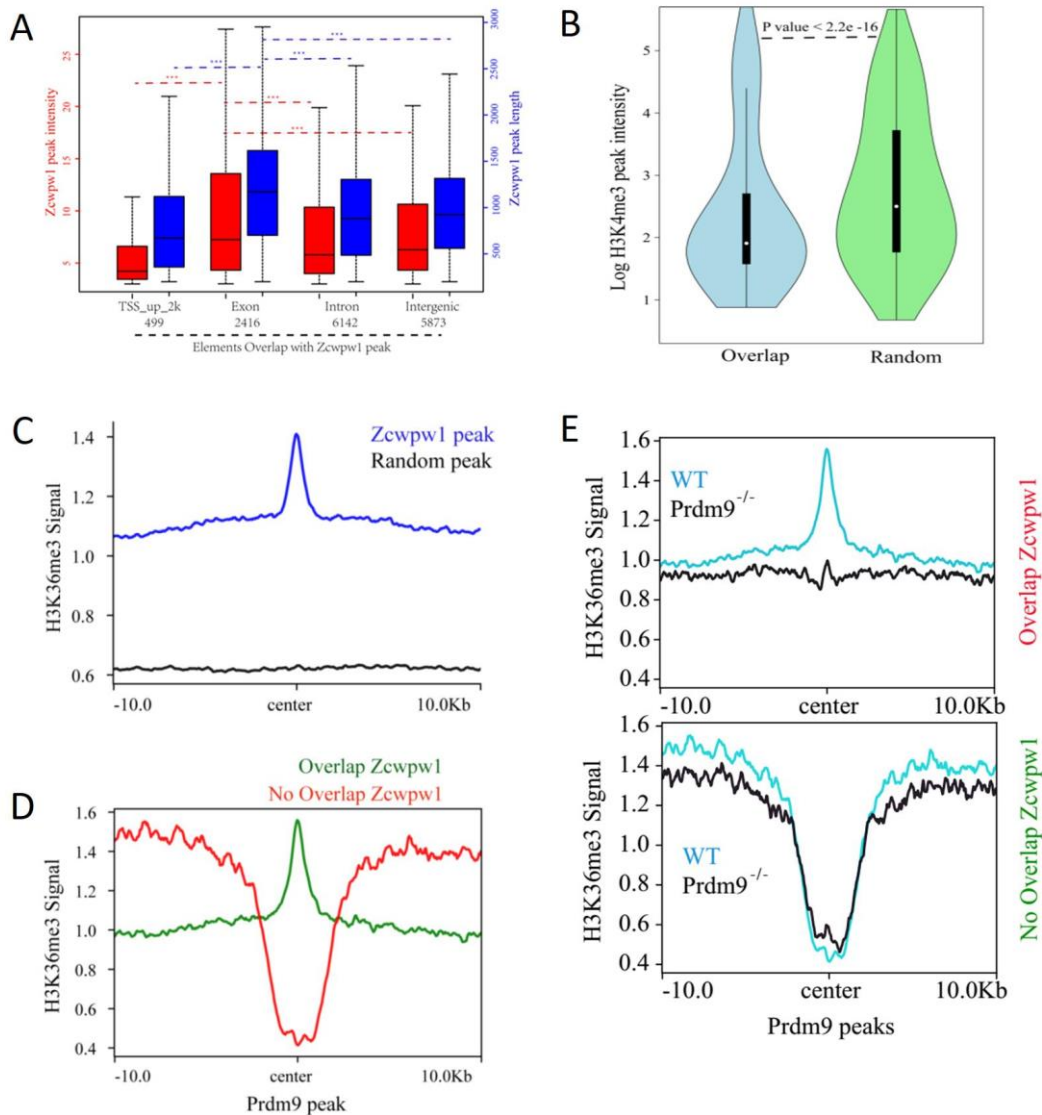 A
Zcwpw1 peak intensity
5
10
15
20
25
Zcwpw1 peak length
500
1000
1500
2000
2500
3000
***
***
***
***
***
***
TSS_up_2k
Exon
Intron
Intergenic
499
2416
6142
5873
Elements Overlap with Zcwpw1 peak
B
P value < 2.2e -16
Log H3K4me3 peak intensity
5
4
3
2
1
Overlap
Random
C
Zcwpw1 peak
Random peak
H3K36me3 Signal
1.4
1.2
1.0
0.8
0.6
-10.0
center
10.0Kb
D
Overlap Zcwpw1
No Overlap Zcwpw1
H3K36me3 Signal
1.6
1.4
1.2
1.0
0.8
0.6
0.4
-10.0
center
10.0Kb
Prdm9 peak
E
WT
Prdm9-/-
H3K36me3 Signal
1.6
1.4
1.2
1.0
0.8
0.6
0.4
-10.0
center
10.0Kb
Overlap Zcwpw1
WT
Prdm9-/-
H3K36me3 Signal
1.6
1.4
1.2
1.0
0.8
0.6
0.4
-10.0
center
10.0Kb
No Overlap Zcwpw1
Prdm9 peaks